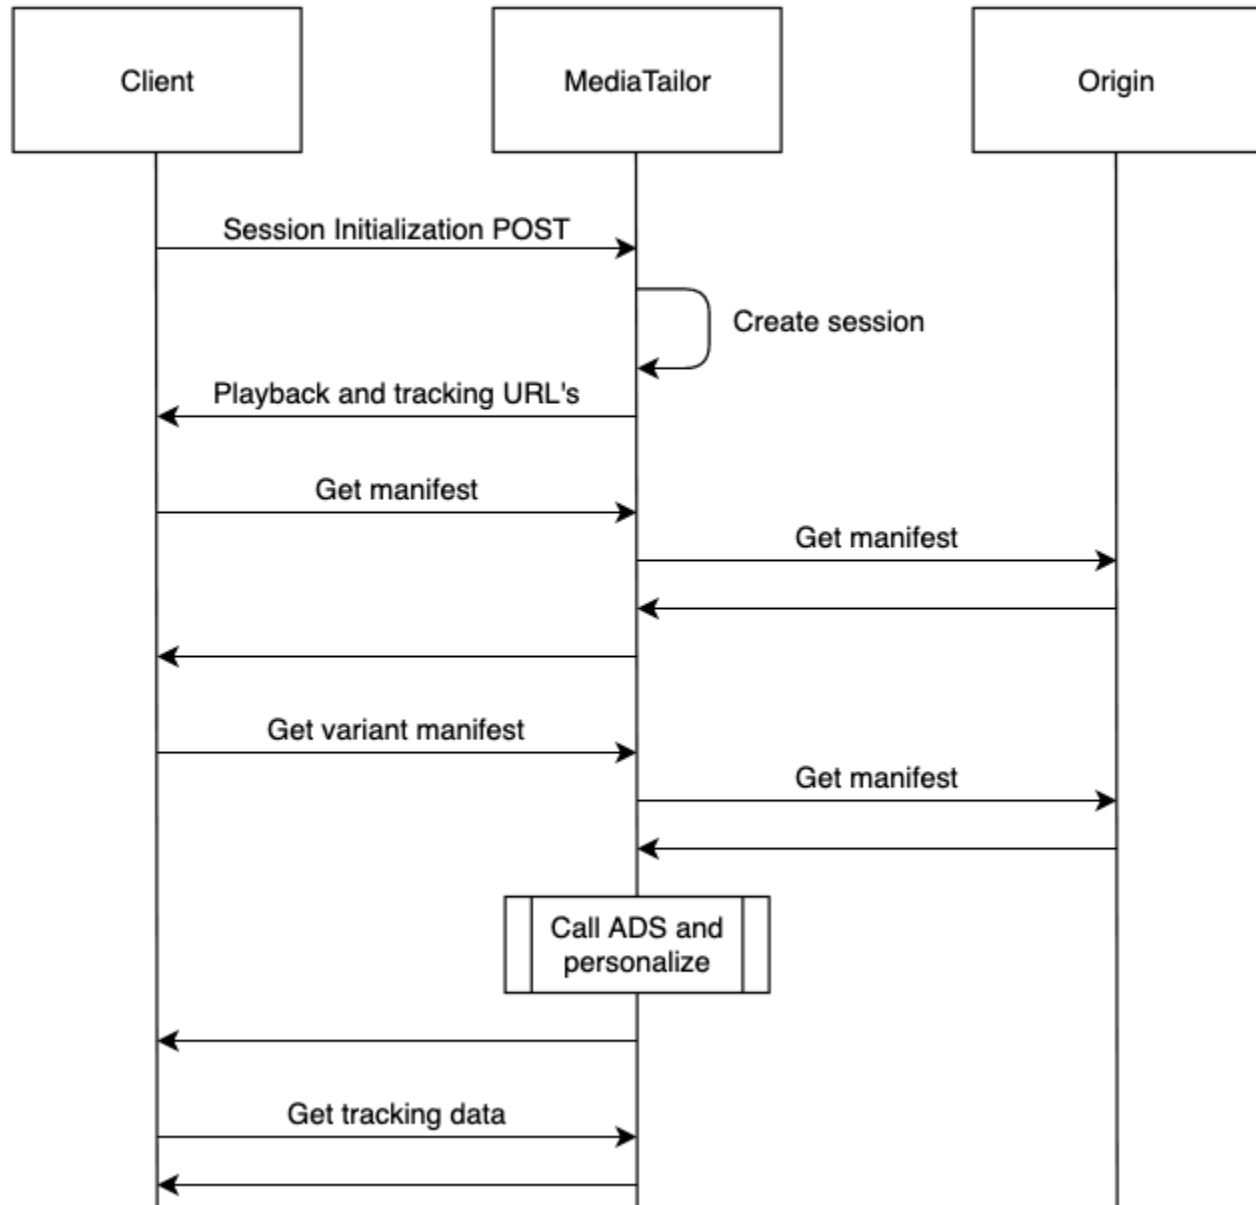 Client
MediaTailor
Origin
Session Initialization POST
Create session
Playback and tracking URL's
Get manifest
Get manifest
Get variant manifest
Get manifest
Call ADS and
personalize
Get tracking data